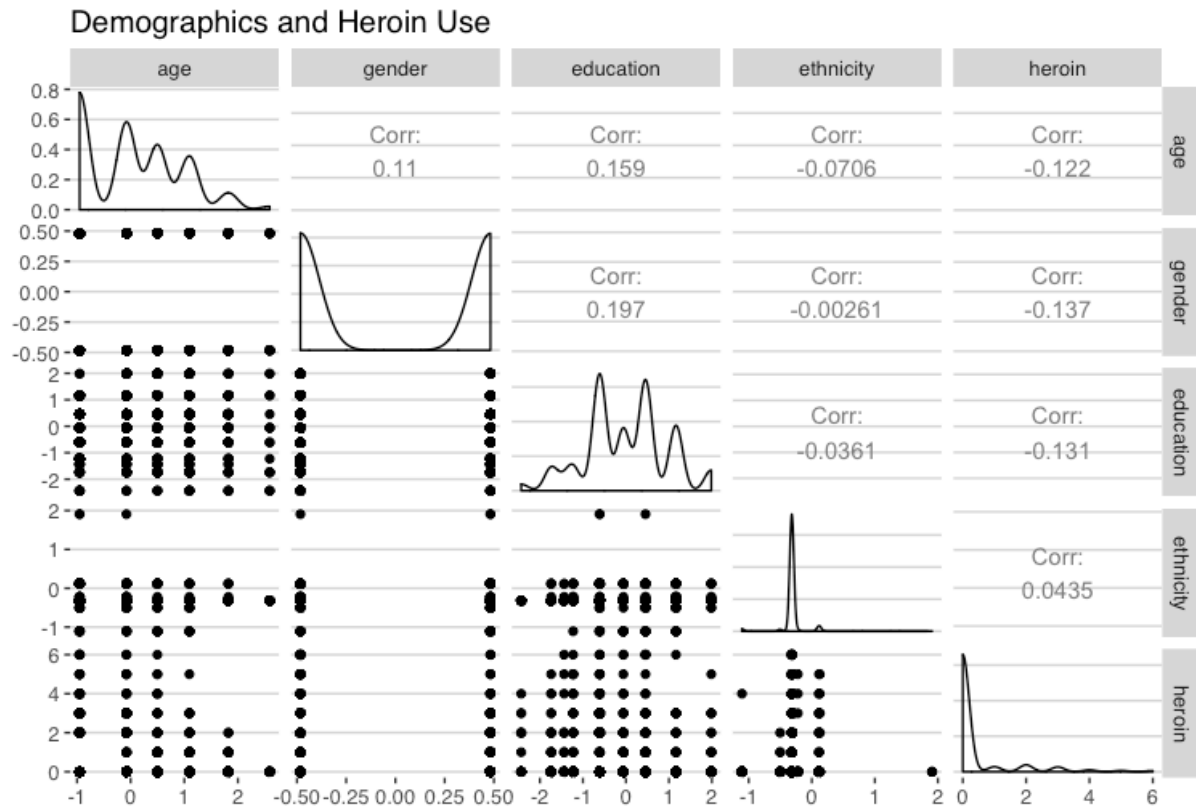 Demographics and Heroin Use
age gender education ethnicity heroin
0.8
0.6
0.4
0.2
0.0
Corr:
0.11
Corr:
0.159
Corr:
-0.0706
Corr:
-0.122
age
0.50
0.25
0.00
-0.25
-0.50
Corr:
0.197
Corr:
-0.00261
Corr:
-0.137
gender
2
1
0
-1
-2
Corr:
-0.0361
Corr:
-0.131
education
2
1
0
-1
Corr:
0.0435
ethnicity
6
4
2
0
heroin
-1 0 1 2
-0.50 -0.25 0.00 0.25 0.50
-2 -1 0 1 2
-1 0 1 2
0 2 4 6